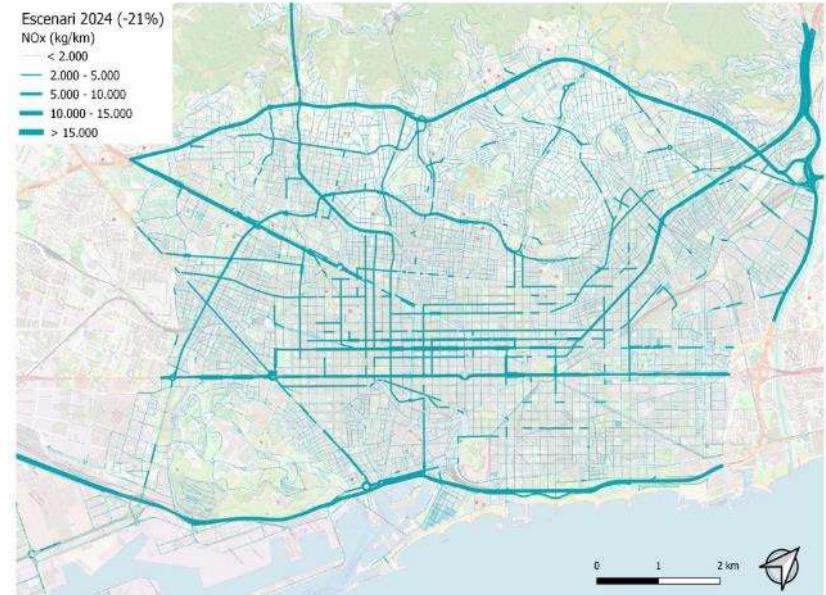 Escenari 2024 (-21%)
NOx (kg/km)
< 2.000
2.000 - 5.000
5.000 - 10.000
10.000 - 15.000
> 15.000
0 1 2 km